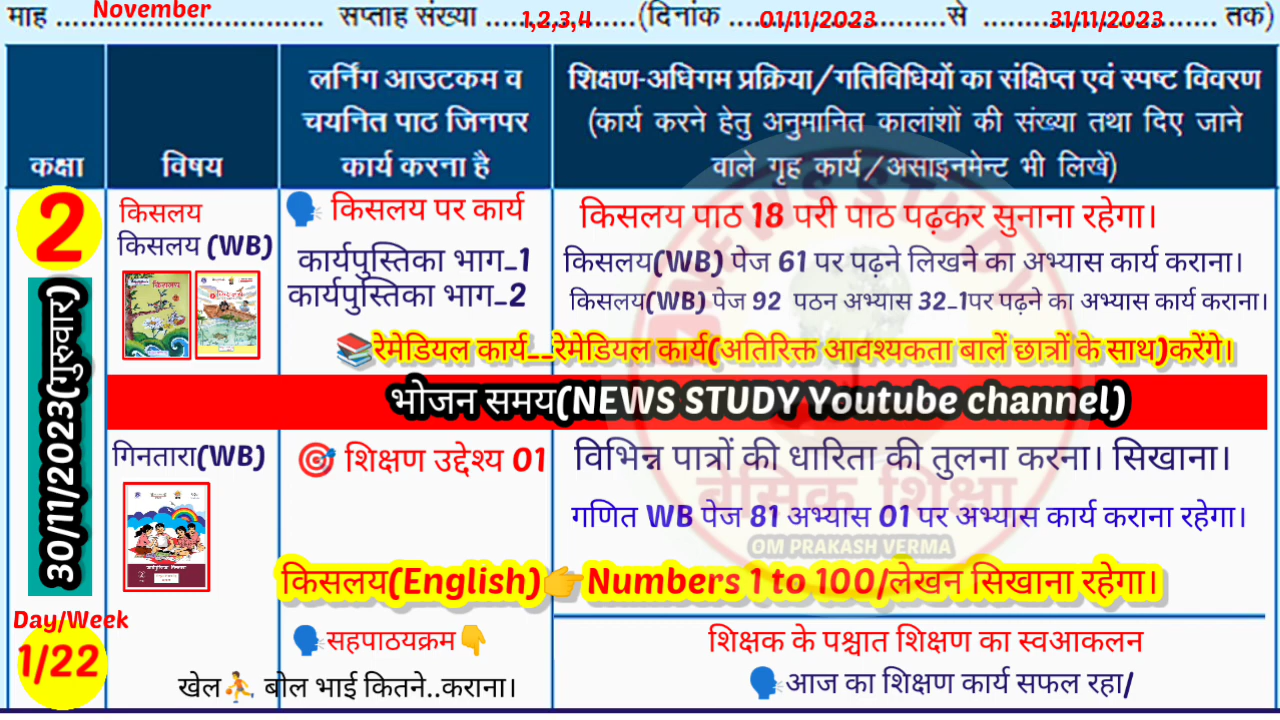 माह .......November....... सप्ताह संख्या .....1,2,3,4.....(दिनांक .....01/11/2023.....से .....31/11/2023..... तक)
कक्षा
विषय
लर्निंग आउटकम व
चयनित पाठ जिनपर
कार्य करना है
शिक्षण-अधिगम प्रक्रिया/गतिविधियों का संक्षिप्त एवं स्पष्ट विवरण
(कार्य करने हेतु अनुमानित कालांशों की संख्या तथा दिए जाने
वाले गृह कार्य/असाइनमेन्ट भी लिखें)
2
30/11/2023(गुरुवार)
किसलय
किसलय (WB)
🗣️ किसलय पर कार्य
कार्यपुस्तिका भाग-1
कार्यपुस्तिका भाग-2
किसलय पाठ 18 परी पाठ पढ़कर सुनाना रहेगा।
किसलय(WB) पेज 61 पर पढ़ने लिखने का अभ्यास कार्य कराना।
किसलय(WB) पेज 92 पठन अभ्यास 32-1पर पढ़ने का अभ्यास कार्य कराना।
📚रेमेडियल कार्य--रेमेडियल कार्य(अतिरिक्त आवश्यकता बालें छात्रों के साथ)करेंगे।
भोजन समय(NEWS STUDY Youtube channel)
गिनतारा(WB)
🎯 शिक्षण उद्देश्य 01
विभिन्न पात्रों की धारिता की तुलना करना। सिखाना।
गणित WB पेज 81 अभ्यास 01 पर अभ्यास कार्य कराना रहेगा।
किसलय(English)👉Numbers 1 to 100/लेखन सिखाना रहेगा।
Day/Week
1/22
🗣️सहपाठयक्रम👇
खेल⛹️ बोल भाई कितने..कराना।
शिक्षक के पश्चात शिक्षण का स्वआकलन
🗣️आज का शिक्षण कार्य सफल रहा/
NEWS STUDY
बेसिक शिक्षा
OM PRAKASH VERMA